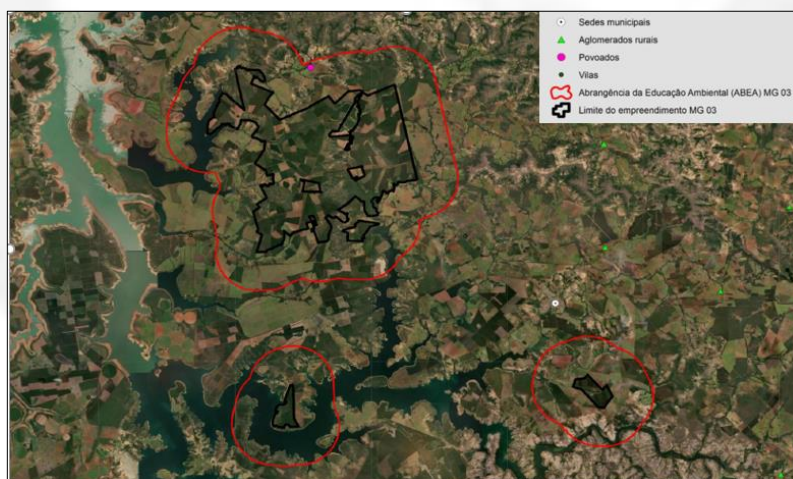 Sedes municipais
Aglomerados rurais
Povoados
Vilas
Abrangência da Educação Ambiental (ABEA) MG 03
Limite do empreendimento MG 03